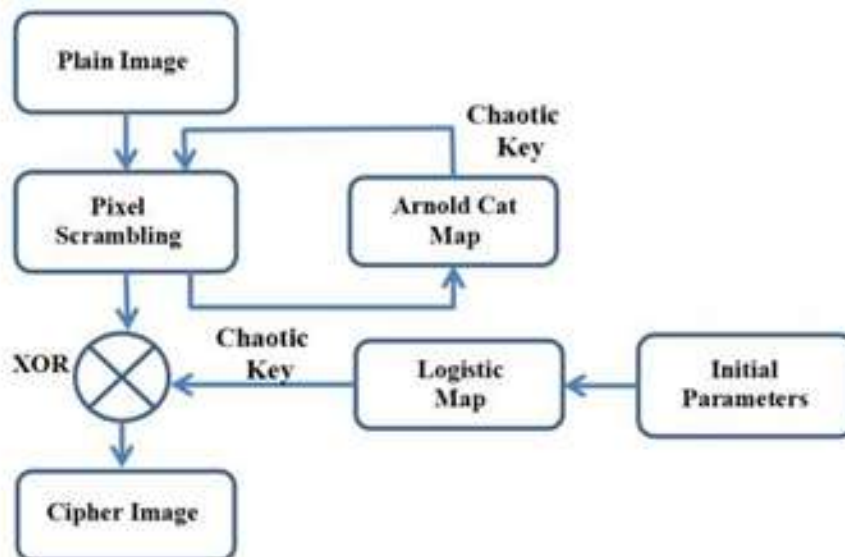 Plain Image
Chaotic
Key
Pixel
Scrambling
Arnold Cat
Map
XOR
Chaotic
Key
Logistic
Map
Initial
Parameters
Cipher Image